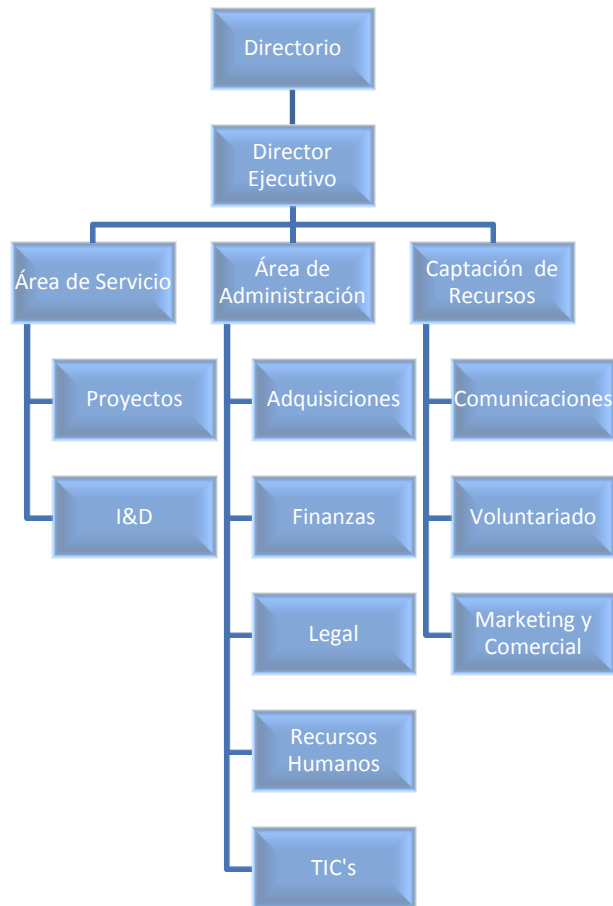 Directorio
Director
Ejecutivo
Área de Servicio
Área de
Administración
Captación de
Recursos
Proyectos
Adquisiciones
Comunicaciones
I&D
Finanzas
Voluntariado
Legal
Marketing y
Comercial
Recursos
Humanos
TIC's